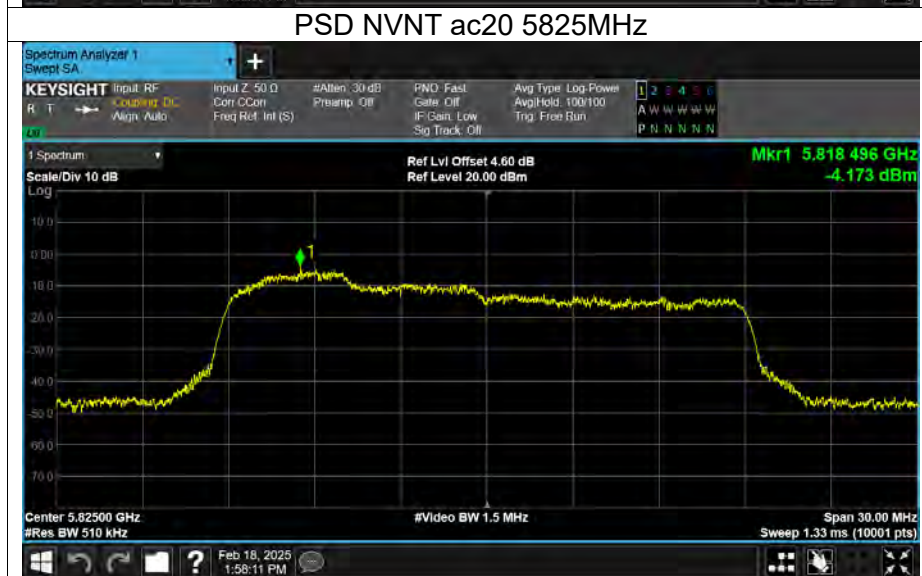 PSD NVNT ac20 5825MHz
Spectrum Analyzer 1
Swept SA
+
KEYSIGHT
R T
Input: RF
Coupling: DC
Align: Auto
Input Z: 50 Ω
Corr CCorr
Freq Ref: Int (S)
#Atten: 30 dB
Preamp: Off
PNO: Fast
Gate: Off
IF Gain: Low
Sig Track: Off
Avg Type: Log-Power
Avg|Hold: 100/100
Trig: Free Run
1 2 3 4 5 6
A W W W W W
P N N N N N
1 Spectrum
Scale/Div 10 dB
Log
Ref Lvl Offset 4.60 dB
Ref Level 20.00 dBm
Mkr1 5.818 496 GHz
-4.173 dBm
10.0
0.00
-10.0
-20.0
-30.0
-40.0
-50.0
-60.0
-70.0
1
Center 5.82500 GHz
#Res BW 510 kHz
#Video BW 1.5 MHz
Span 30.00 MHz
Sweep 1.33 ms (10001 pts)
?
Feb 18, 2025
1:58:11 PM